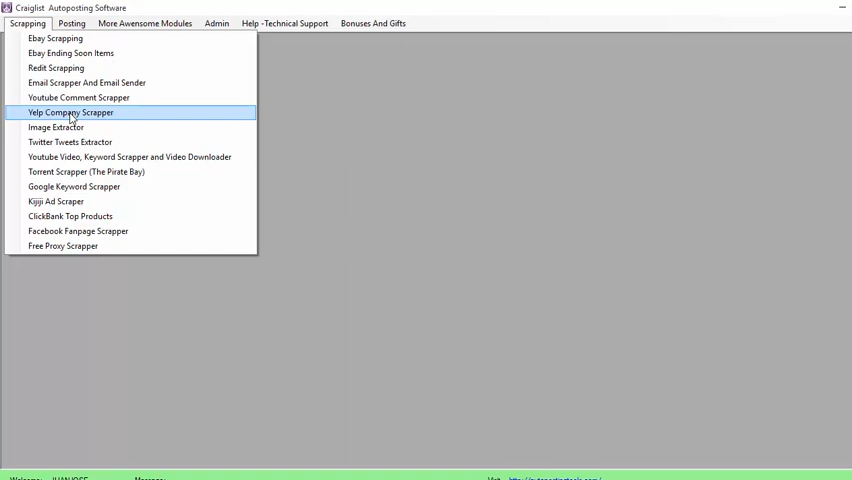 Craiglist Autoposting Software
Scrapping Posting More Awensome Modules Admin Help -Technical Support Bonuses And Gifts
Ebay Scrapping
Ebay Ending Soon Items
Redit Scrapping
Email Scrapper And Email Sender
Youtube Comment Scrapper
Yelp Company Scrapper
Image Extractor
Twitter Tweets Extractor
Youtube Video, Keyword Scrapper and Video Downloader
Torrent Scrapper (The Pirate Bay)
Google Keyword Scrapper
Kijiji Ad Scraper
ClickBank Top Products
Facebook Fanpage Scrapper
Free Proxy Scrapper